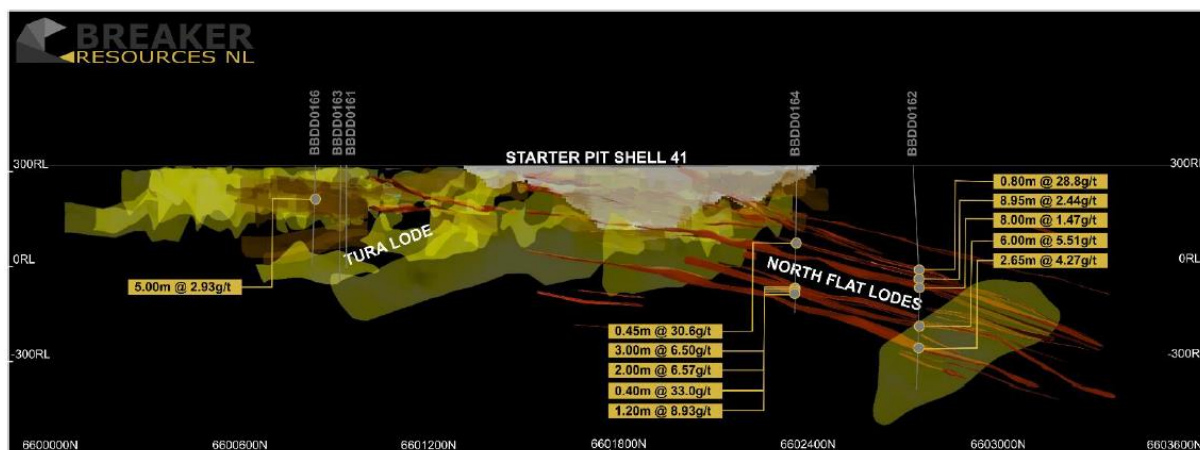 BREAKER
RESOURCES NL
BBDD0166
BBDD0163
BBDD0161
BBDD0164
BBDD0162
300RL
STARTER PIT SHELL 41
300RL
0.80m @ 28.8g/t
8.95m @ 2.44g/t
8.00m @ 1.47g/t
6.00m @ 5.51g/t
2.65m @ 4.27g/t
TURA LODE
0RL
NORTH FLAT LODES
0RL
5.00m @ 2.93g/t
0.45m @ 30.6g/t
3.00m @ 6.50g/t
2.00m @ 6.57g/t
0.40m @ 33.0g/t
1.20m @ 8.93g/t
-300RL
-300RL
6600000N
6600600N
6601200N
6601800N
6602400N
6603000N
6603600N